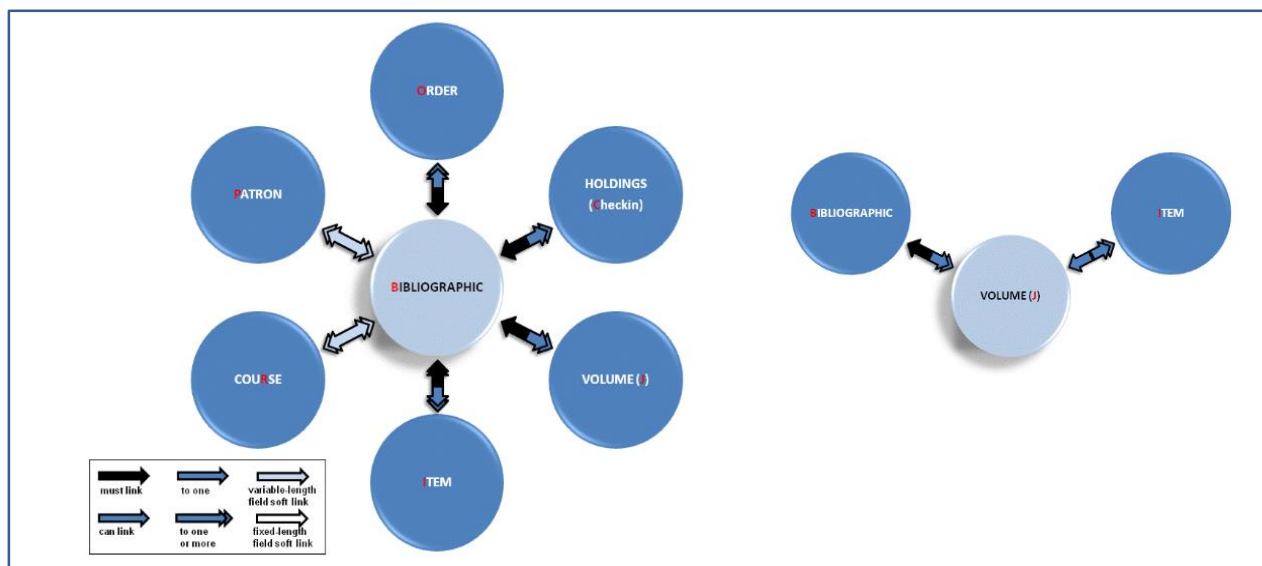 ORDER
PATRON
HOLDINGS
(Checkin)
BIBLIOGRAPHIC
COURSE
VOLUME (J)
ITEM
BIBLIOGRAPHIC
ITEM
VOLUME (J)
must link
to one
variable-length
field soft link
can link
to one
or more
fixed-length
field soft link